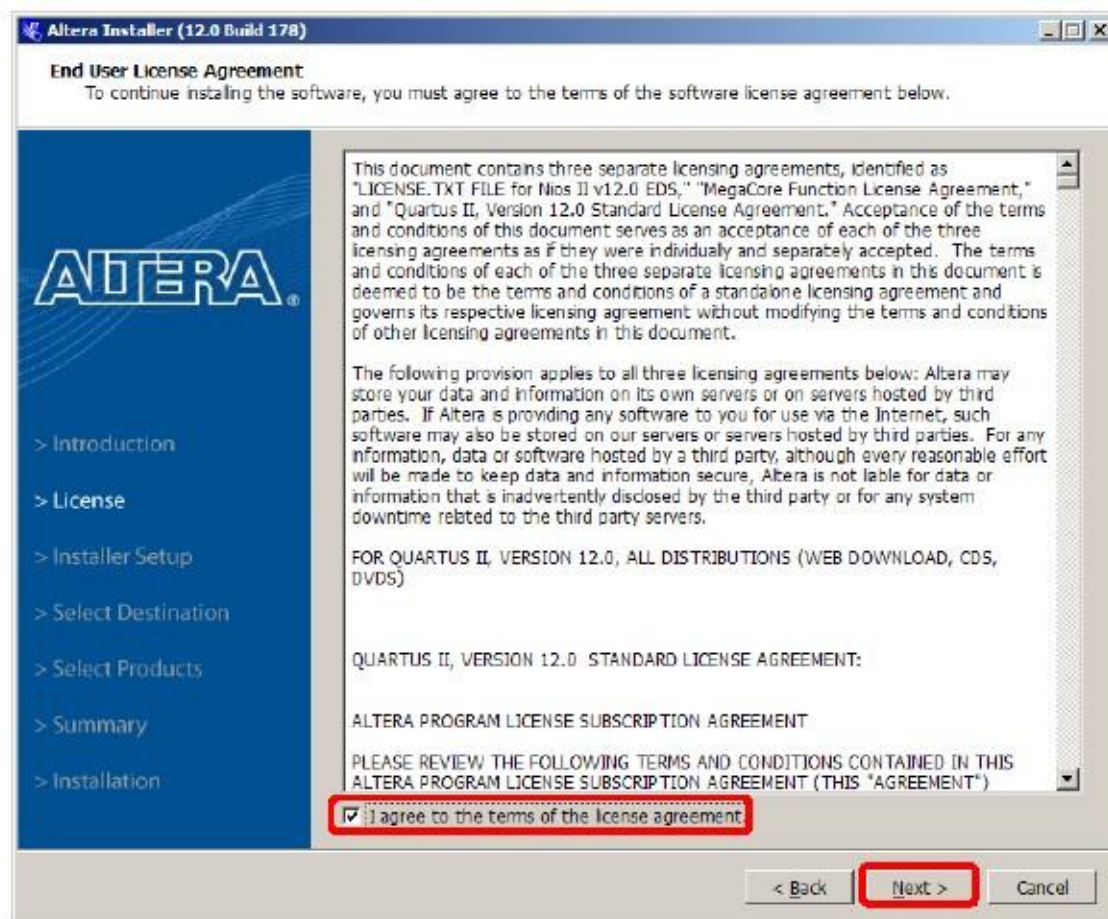 Altera Installer (12.0 Build 178)
End User License Agreement
To continue instaling the software, you must agree to the terms of the software license agreement below.
ALTERA®
> Introduction
> License
> Installer Setup
> Select Destination
> Select Products
> Summary
> Installation
This document contains three separate licensing agreements, identified as
"LICENSE.TXT FILE for Nios II v12.0 EDS," "MegaCore Function License Agreement,"
and "Quartus II, Version 12.0 Standard License Agreement." Acceptance of the terms
and conditions of this document serves as an acceptance of each of the three
licensing agreements as if they were individually and separately accepted.  The terms
and conditions of each of the three separate licensing agreements in this document is
deemed to be the terms and conditions of a standalone licensing agreement and
governs its respective licensing agreement without modifying the terms and conditions
of other licensing agreements in this document.
The following provision applies to all three licensing agreements below: Altera may
store your data and information on its own servers or on servers hosted by third
parties.  If Altera is providing any software to you for use via the Internet, such
software may also be stored on our servers or servers hosted by third parties.  For any
information, data or software hosted by a third party, although every reasonable effort
will be made to keep data and information secure, Altera is not liable for data or
information that is inadvertently disclosed by the third party or for any system
downtime related to the third party servers.
FOR QUARTUS II, VERSION 12.0, ALL DISTRIBUTIONS (WEB DOWNLOAD, CDS,
DVDS)
QUARTUS II, VERSION 12.0  STANDARD LICENSE AGREEMENT:
ALTERA PROGRAM LICENSE SUBSCRIPTION AGREEMENT
PLEASE REVIEW THE FOLLOWING TERMS AND CONDITIONS CONTAINED IN THIS
ALTERA PROGRAM LICENSE SUBSCRIPTION AGREEMENT (THIS "AGREEMENT")
I agree to the terms of the license agreement.
< Back
Next >
Cancel